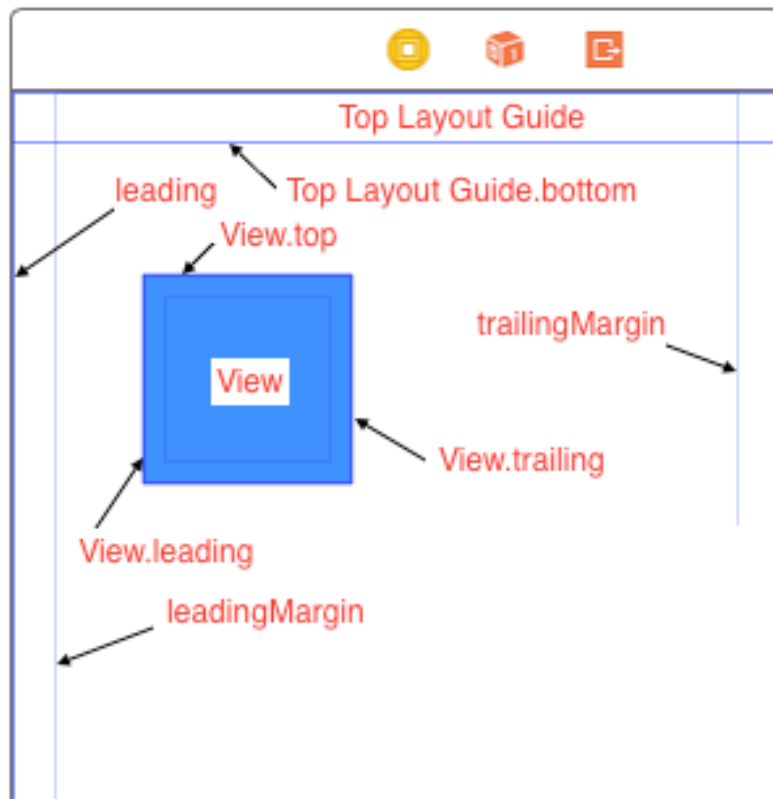 Top Layout Guide
leading
Top Layout Guide.bottom
View.top
trailingMargin
View
View.trailing
View.leading
leadingMargin